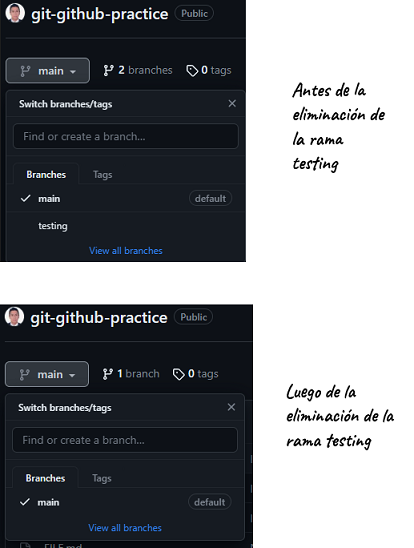 git-github-practice Public
main 2 branches 0 tags
Switch branches/tags
Find or create a branch...
Branches Tags
main default
testing
View all branches
Antes de la
eliminación de
la rama
testing
git-github-practice Public
main 1 branch 0 tags
Switch branches/tags
Find or create a branch...
Branches Tags
main default
View all branches
Luego de la
eliminación de la
rama testing